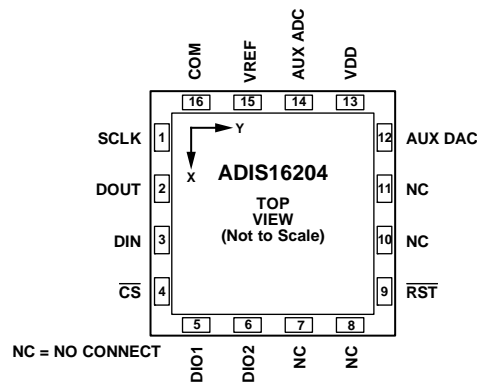 COM
VREF
AUX ADC
VDD
16
15
14
13
SCLK
1
Y
12
AUX DAC
X
ADIS16204
DOUT
2
TOP
VIEW
(Not to Scale)
11
NC
DIN
3
10
NC
C̅S̅
4
9
R̅S̅T̅
5
6
7
8
NC = NO CONNECT
DIO1
DIO2
NC
NC